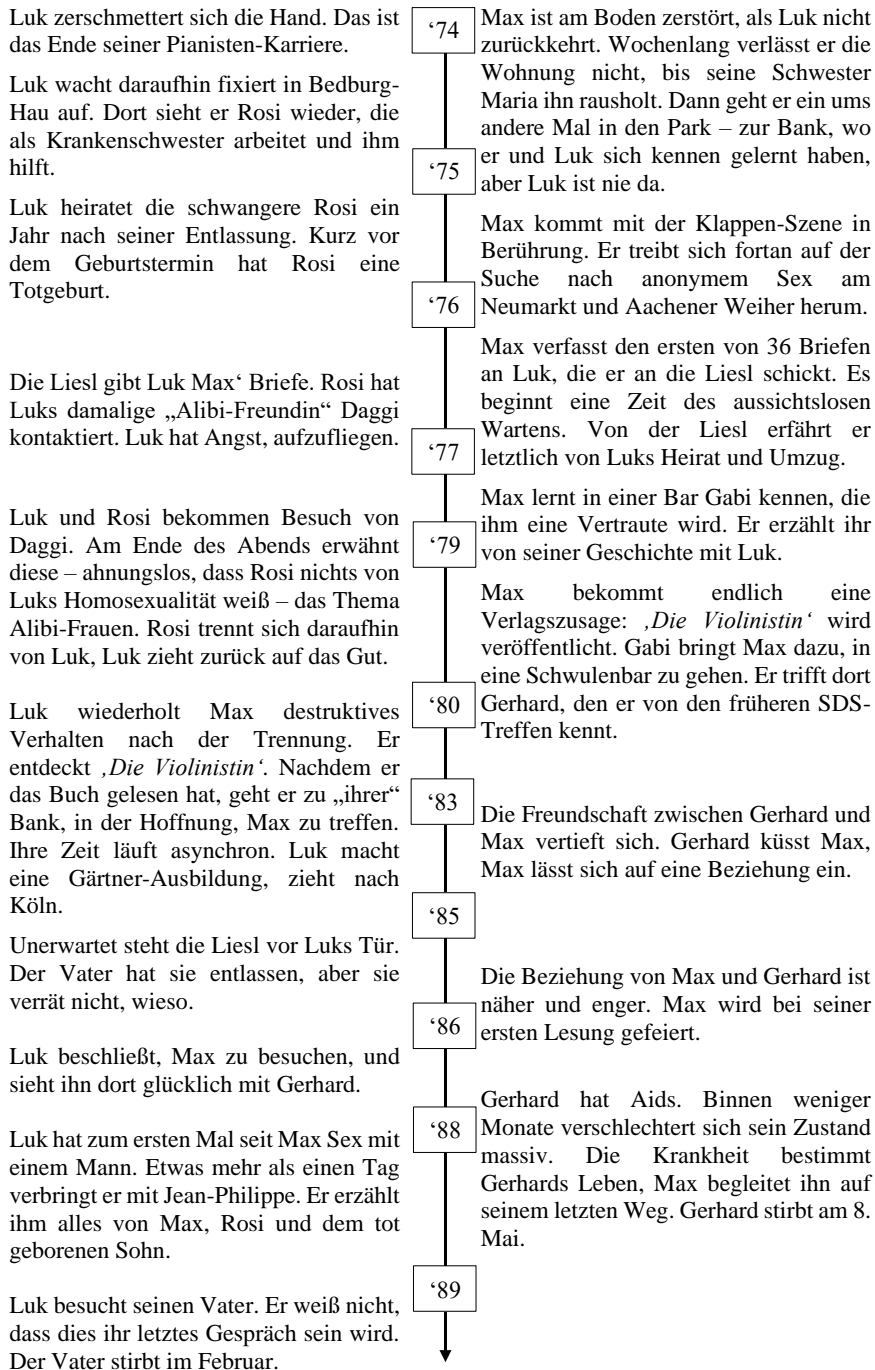 Luk zerschmettert sich die Hand. Das ist
das Ende seiner Pianisten-Karriere.
Luk wacht daraufhin fixiert in Bedburg-
Hau auf. Dort sieht er Rosi wieder, die
als Krankenschwester arbeitet und ihm
hilft.
Luk heiratet die schwangere Rosi ein
Jahr nach seiner Entlassung. Kurz vor
dem Geburtstermin hat Rosi eine
Totgeburt.
Die Liesl gibt Luk Max‘ Briefe. Rosi hat
Luks damalige „Alibi-Freundin“ Daggi
kontaktiert. Luk hat Angst, aufzufliegen.
Luk und Rosi bekommen Besuch von
Daggi. Am Ende des Abends erwähnt
diese – ahnungslos, dass Rosi nichts von
Luks Homosexualität weiß – das Thema
Alibi-Frauen. Rosi trennt sich daraufhin
von Luk, Luk zieht zurück auf das Gut.
Luk wiederholt Max destruktives
Verhalten nach der Trennung. Er
entdeckt ‚Die Violinistin‘. Nachdem er
das Buch gelesen hat, geht er zu „ihrer“
Bank, in der Hoffnung, Max zu treffen.
Ihre Zeit läuft asynchron. Luk macht
eine Gärtner-Ausbildung, zieht nach
Köln.
Unerwartet steht die Liesl vor Luks Tür.
Der Vater hat sie entlassen, aber sie
verrät nicht, wieso.
Luk beschließt, Max zu besuchen, und
sieht ihn dort glücklich mit Gerhard.
Luk hat zum ersten Mal seit Max Sex mit
einem Mann. Etwas mehr als einen Tag
verbringt er mit Jean-Philippe. Er erzählt
ihm alles von Max, Rosi und dem tot
geborenen Sohn.
Luk besucht seinen Vater. Er weiß nicht,
dass dies ihr letztes Gespräch sein wird.
Der Vater stirbt im Februar.
‘74
‘75
‘76
‘77
‘79
‘80
‘83
‘85
‘86
‘88
‘89
Max ist am Boden zerstört, als Luk nicht
zurückkehrt. Wochenlang verlässt er die
Wohnung nicht, bis seine Schwester
Maria ihn rausholt. Dann geht er ein ums
andere Mal in den Park – zur Bank, wo
er und Luk sich kennen gelernt haben,
aber Luk ist nie da.
Max kommt mit der Klappen-Szene in
Berührung. Er treibt sich fortan auf der
Suche nach anonymem Sex am
Neumarkt und Aachener Weiher herum.
Max verfasst den ersten von 36 Briefen
an Luk, die er an die Liesl schickt. Es
beginnt eine Zeit des aussichtslosen
Wartens. Von der Liesl erfährt er
letztlich von Luks Heirat und Umzug.
Max lernt in einer Bar Gabi kennen, die
ihm eine Vertraute wird. Er erzählt ihr
von seiner Geschichte mit Luk.
Max bekommt endlich eine
Verlagszusage: ‚Die Violinistin‘ wird
veröffentlicht. Gabi bringt Max dazu, in
eine Schwulenbar zu gehen. Er trifft dort
Gerhard, den er von den früheren SDS-
Treffen kennt.
Die Freundschaft zwischen Gerhard und
Max vertieft sich. Gerhard küsst Max,
Max lässt sich auf eine Beziehung ein.
Die Beziehung von Max und Gerhard ist
näher und enger. Max wird bei seiner
ersten Lesung gefeiert.
Gerhard hat Aids. Binnen weniger
Monate verschlechtert sich sein Zustand
massiv. Die Krankheit bestimmt
Gerhards Leben, Max begleitet ihn auf
seinem letzten Weg. Gerhard stirbt am 8.
Mai.